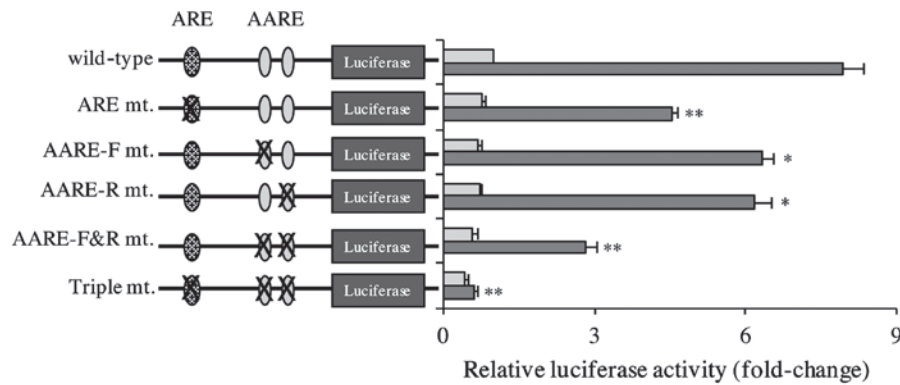 ARE AARE
wild-type Luciferase
ARE mt. Luciferase **
AARE-F mt. Luciferase *
AARE-R mt. Luciferase *
AARE-F&R mt. Luciferase **
Triple mt. Luciferase **
0 3 6 9
Relative luciferase activity (fold-change)